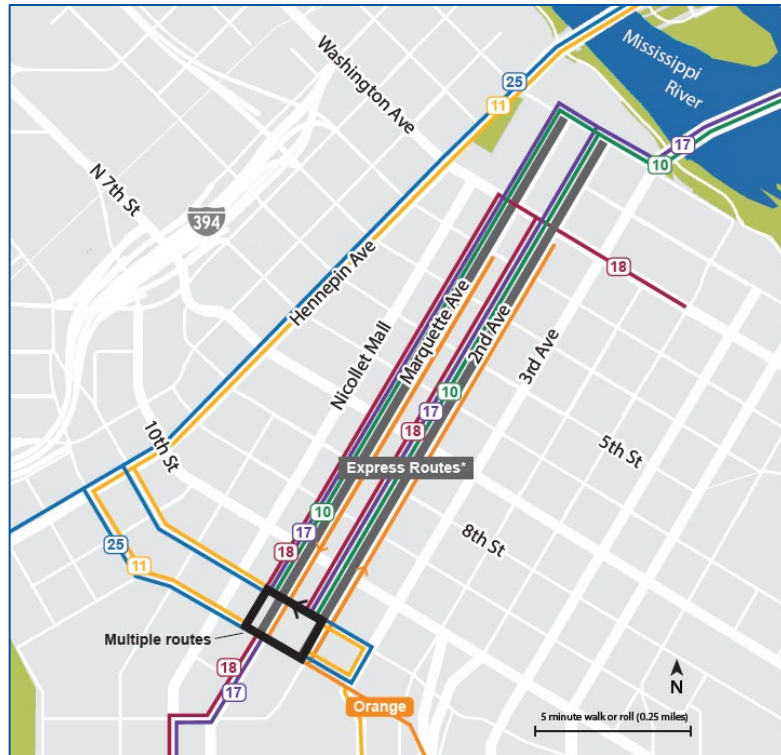 Washington Ave
Mississippi
River
25
11
17
10
N 7th St
394
Hennepin Ave
18
Nicollet Mall
Marquette Ave
2nd Ave
3rd Ave
10
17
18
10th St
5th St
Express Routes*
8th St
10
17
18
25
11
Multiple routes
18
17
Orange
N
5 minute walk or roll (0.25 miles)